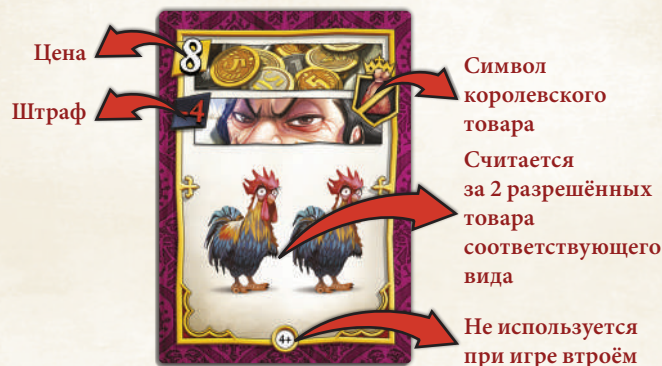 Цена
8
Штраф
-4
Символ
королевского
товара
Считается
за 2 разрешённых
товара
соответствующего
вида
4+
Не используется
при игре втроём